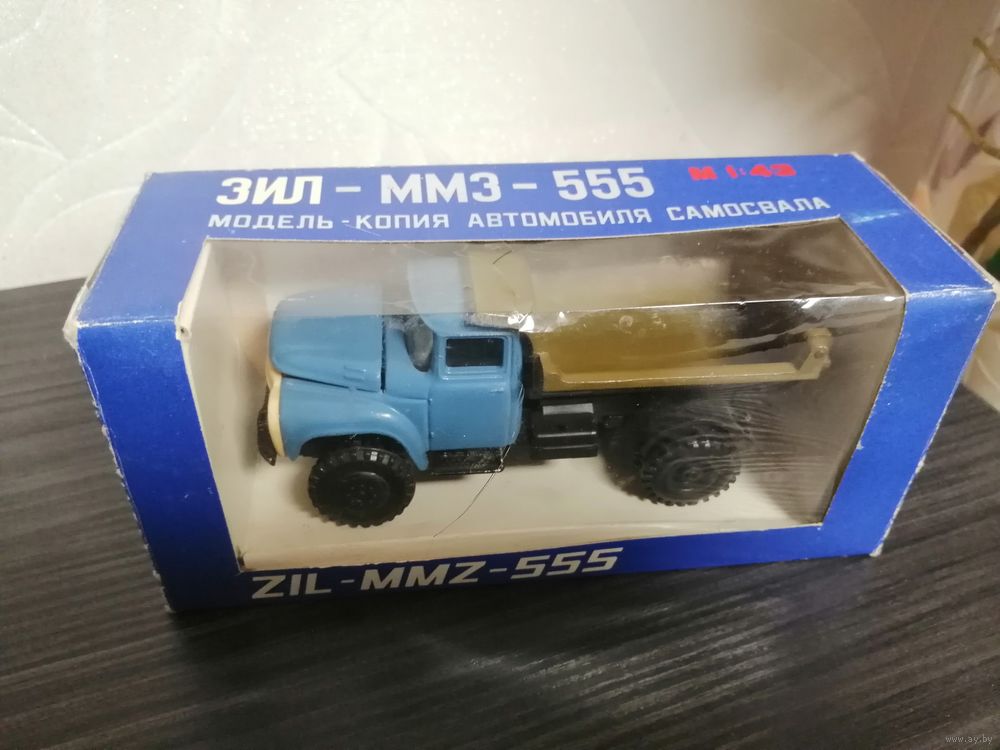 ЗИЛ - ММЗ - 555 М 1:43
МОДЕЛЬ - КОПИЯ АВТОМОБИЛЯ САМОСВАЛА
ZIL - MMZ - 555
www.ay.by